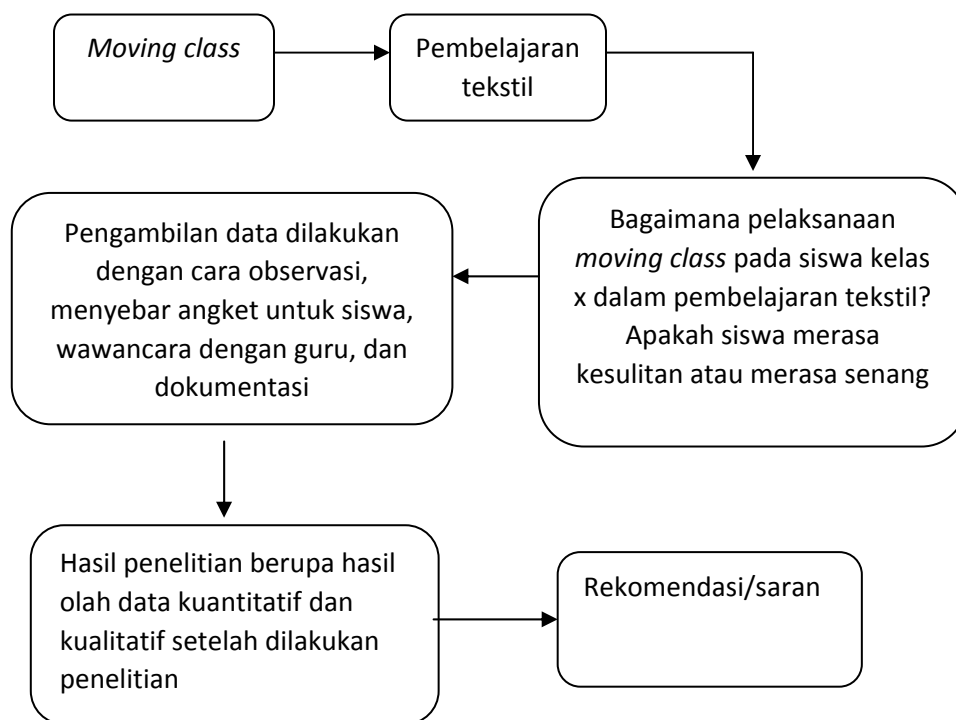 Moving class
Pembelajaran
tekstil
Bagaimana pelaksanaan
moving class pada siswa kelas
x dalam pembelajaran tekstil?
Apakah siswa merasa
kesulitan atau merasa senang
Pengambilan data dilakukan
dengan cara observasi,
menyebar angket untuk siswa,
wawancara dengan guru, dan
dokumentasi
Hasil penelitian berupa hasil
olah data kuantitatif dan
kualitatif setelah dilakukan
penelitian
Rekomendasi/saran